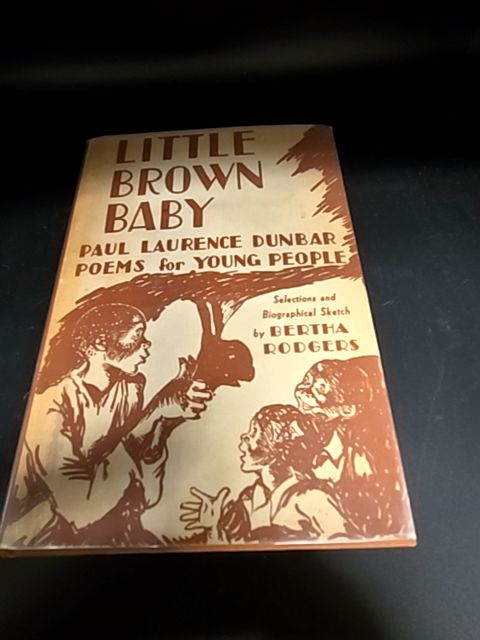 LITTLE
BROWN
BABY
PAUL LAURENCE DUNBAR
POEMS for YOUNG PEOPLE
Selections and
Biographical Sketch
by BERTHA
RODGERS